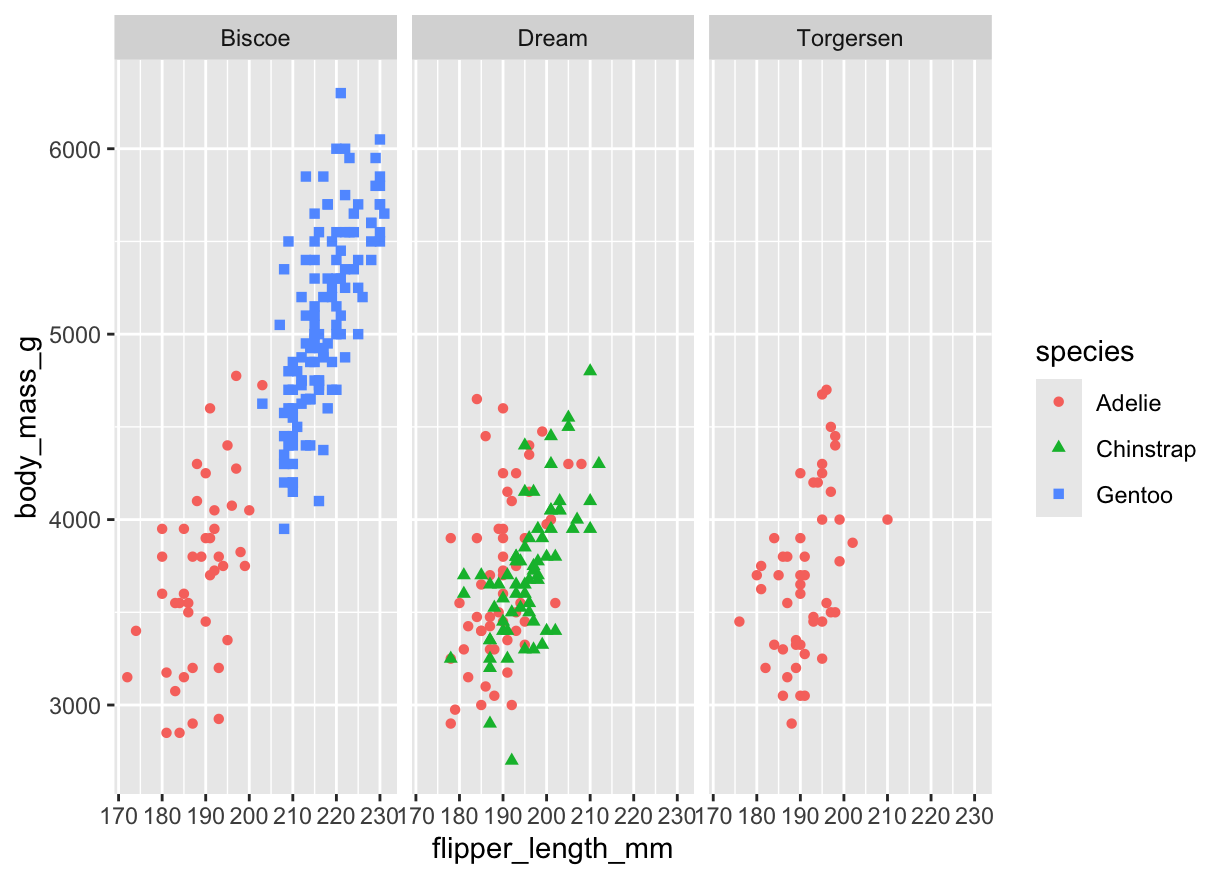 Biscoe Dream Torgersen
6000
5000
4000
3000
body_mass_g
170 180 190 200 210 220 230 170 180 190 200 210 220 230 170 180 190 200 210 220 230
flipper_length_mm
species
Adelie
Chinstrap
Gentoo